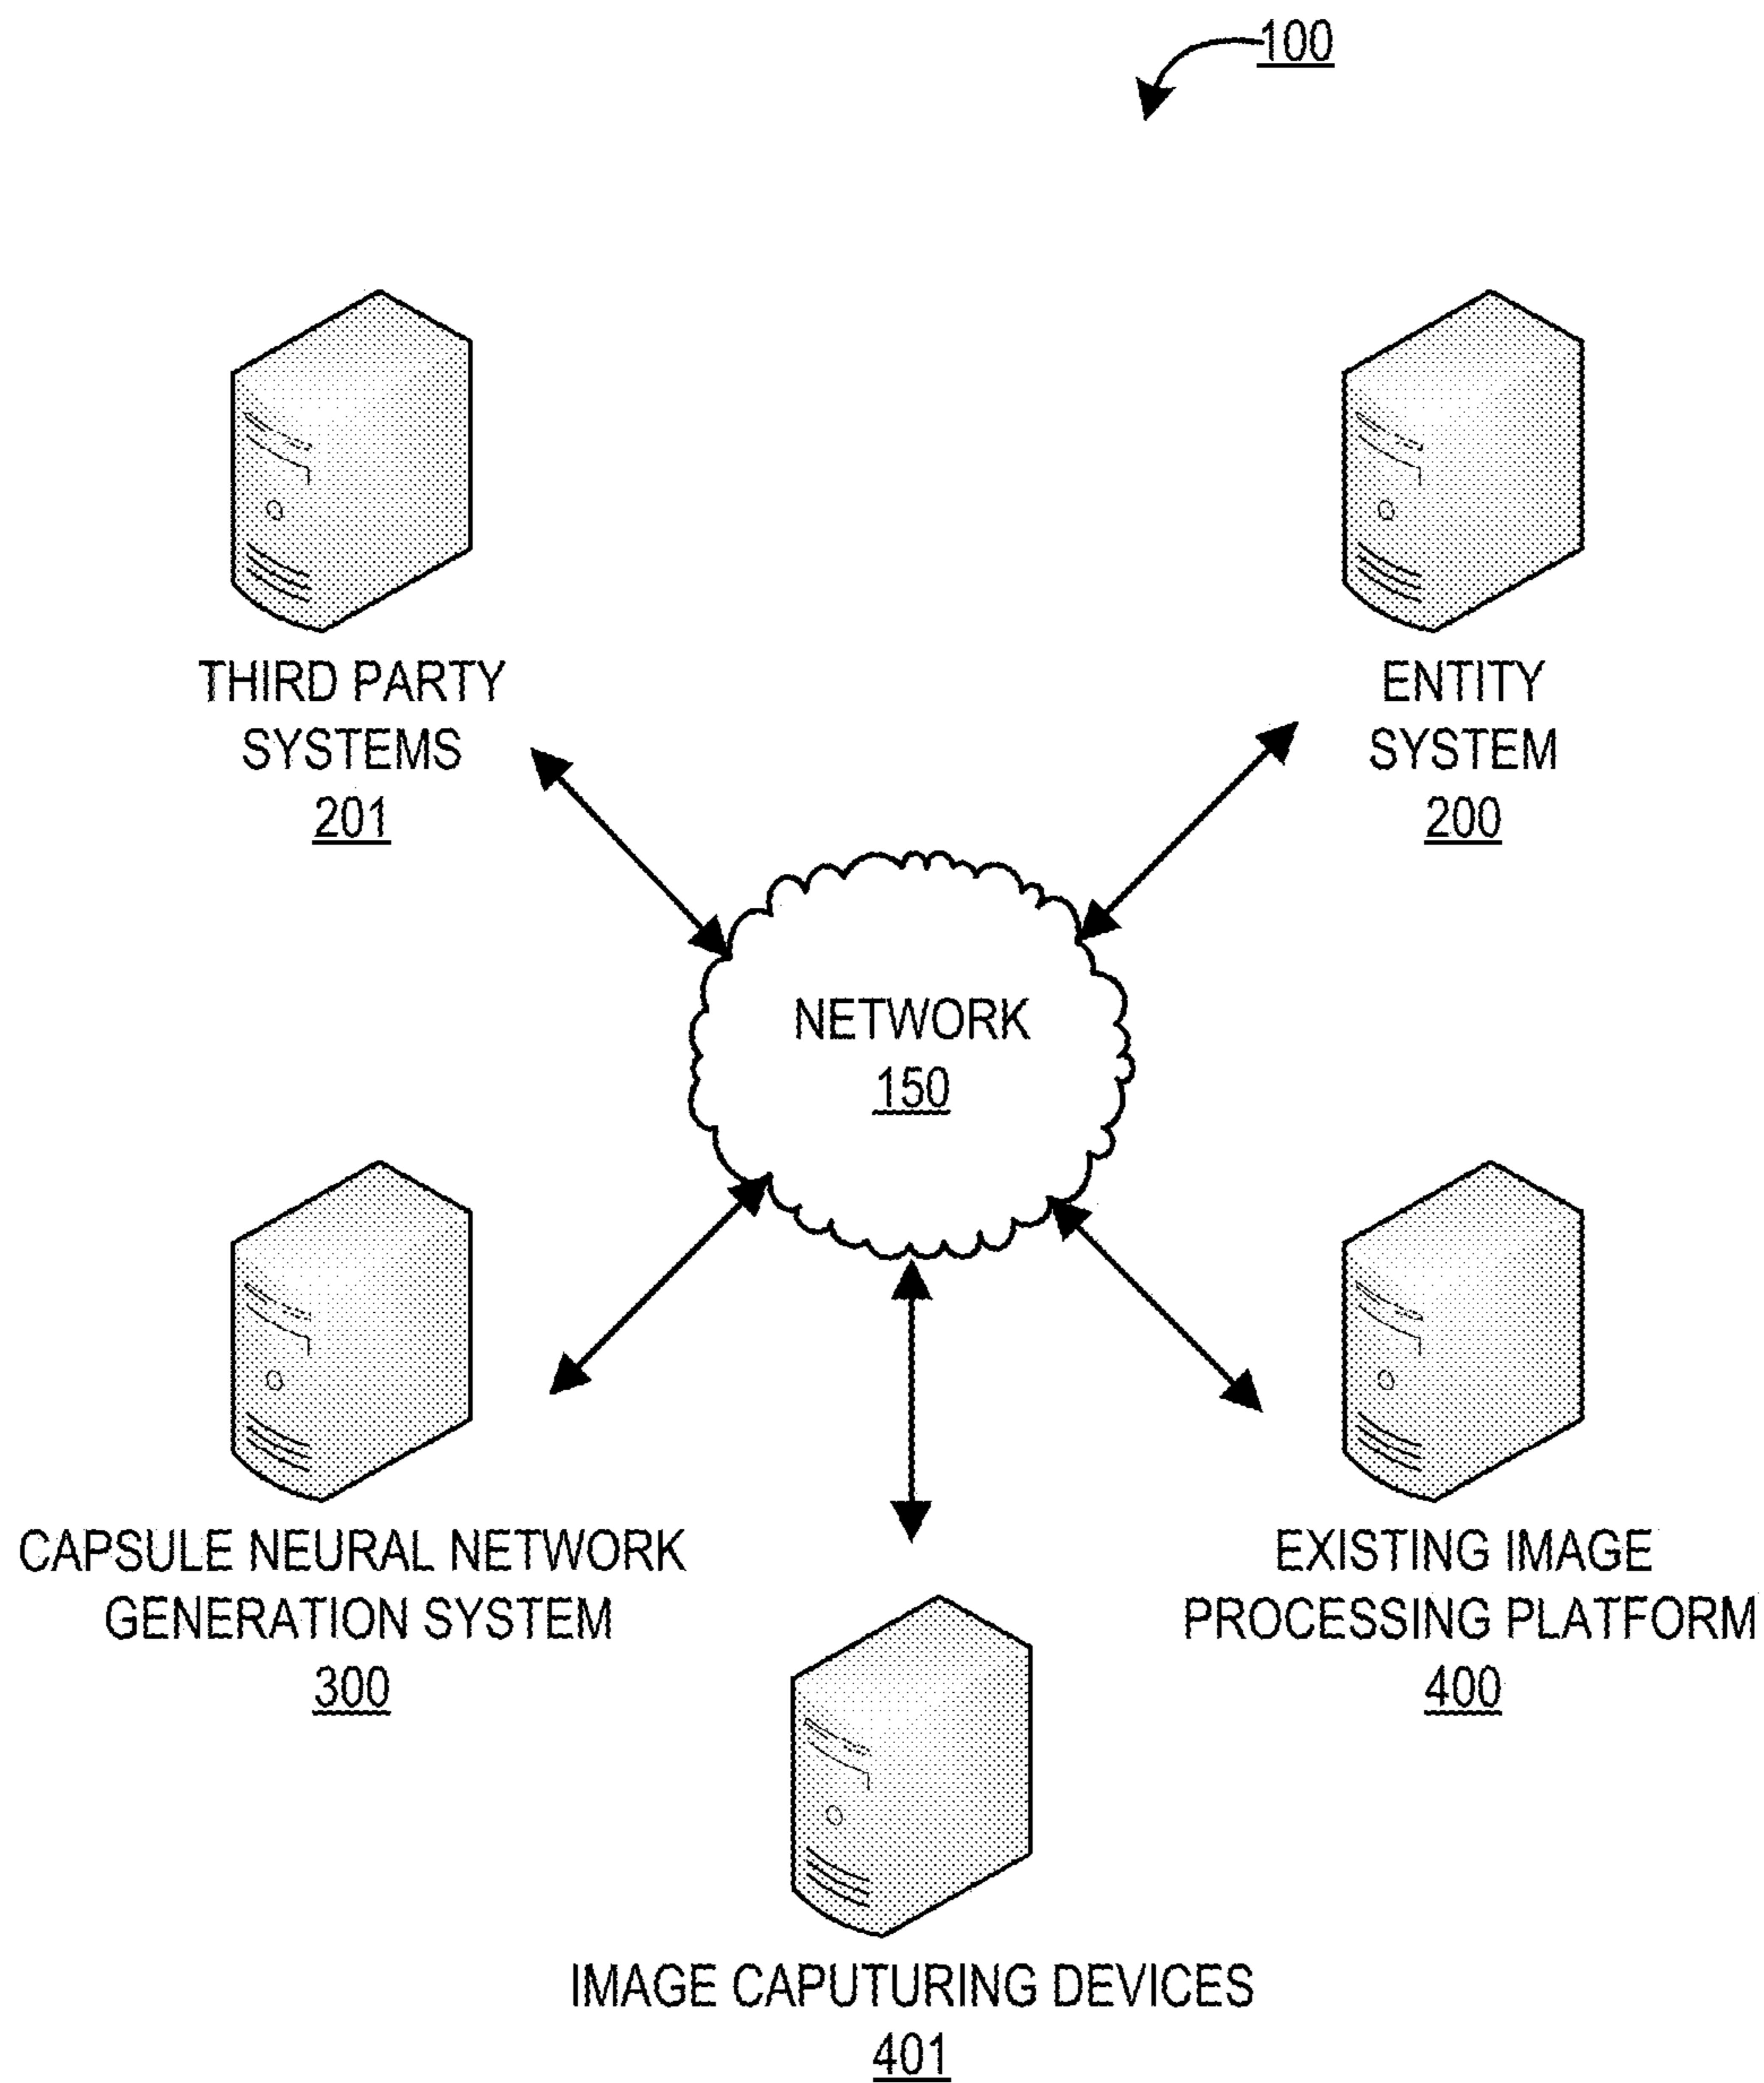 100
THIRD PARTY
SYSTEMS
201
ENTITY
SYSTEM
200
NETWORK
150
CAPSULE NEURAL NETWORK
GENERATION SYSTEM
300
EXISTING IMAGE
PROCESSING PLATFORM
400
IMAGE CAPUTURING DEVICES
401